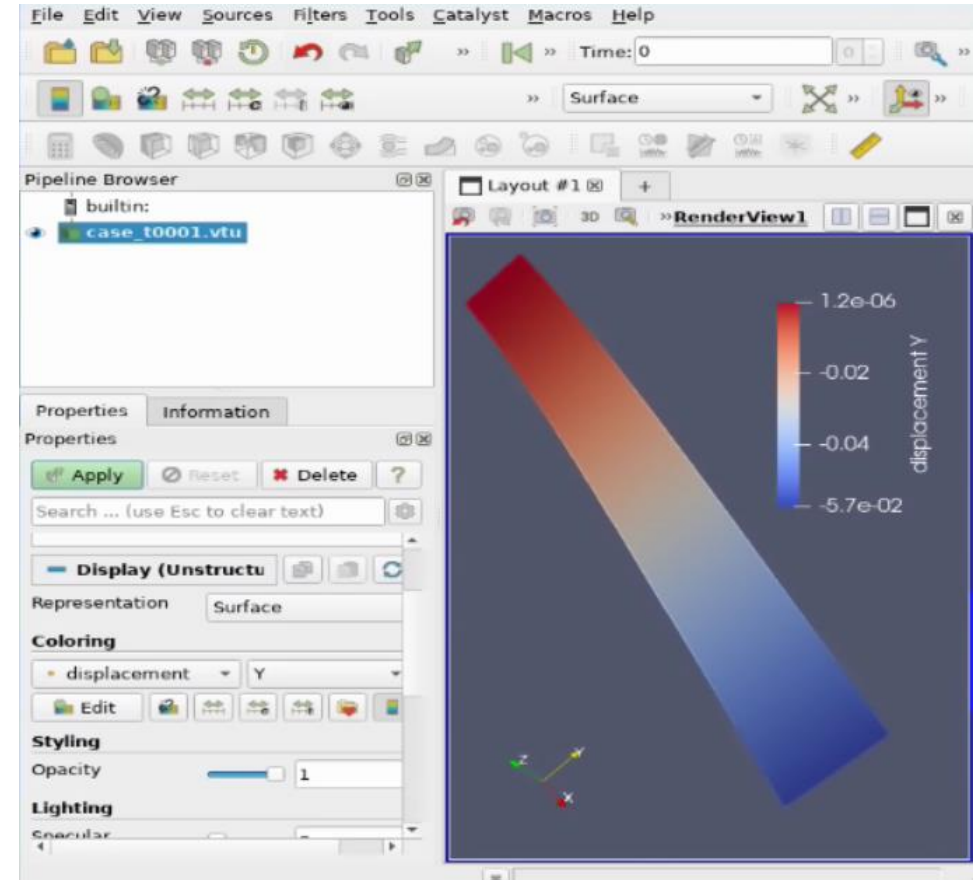 File Edit View Sources Filters Tools Catalyst Macros Help
» » Time: 0 0 »
» Surface » »
Pipeline Browser
builtin:
case_t0001.vtu
Layout #1 +
3D » RenderView1
1.2e-06
-0.02
-0.04
-5.7e-02
displacement Y
Z Y X
Properties Information
Properties
Apply Reset Delete ?
Search ... (use Esc to clear text)
Display (Unstructu
Representation Surface
Coloring
displacement Y
Edit
Styling
Opacity 1
Lighting
Specular